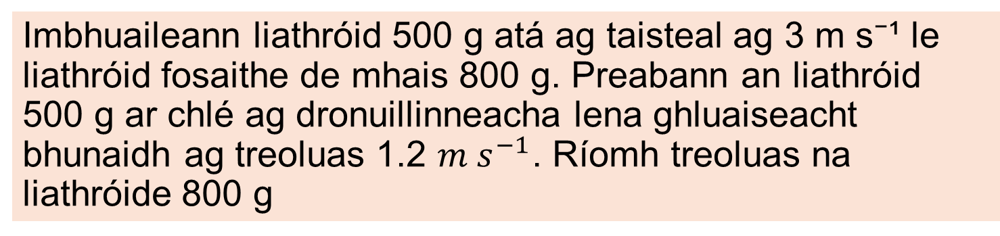 Imbhuaileann liathróid 500 g atá ag taisteal ag 3 m s⁻¹ le
liathróid fosaithe de mhais 800 g. Preabann an liathróid
500 g ar chlé ag dronuillinneacha lena ghluaiseacht
bhunaidh ag treoluas 1.2 m s⁻¹. Ríomh treoluas na
liathróide 800 g